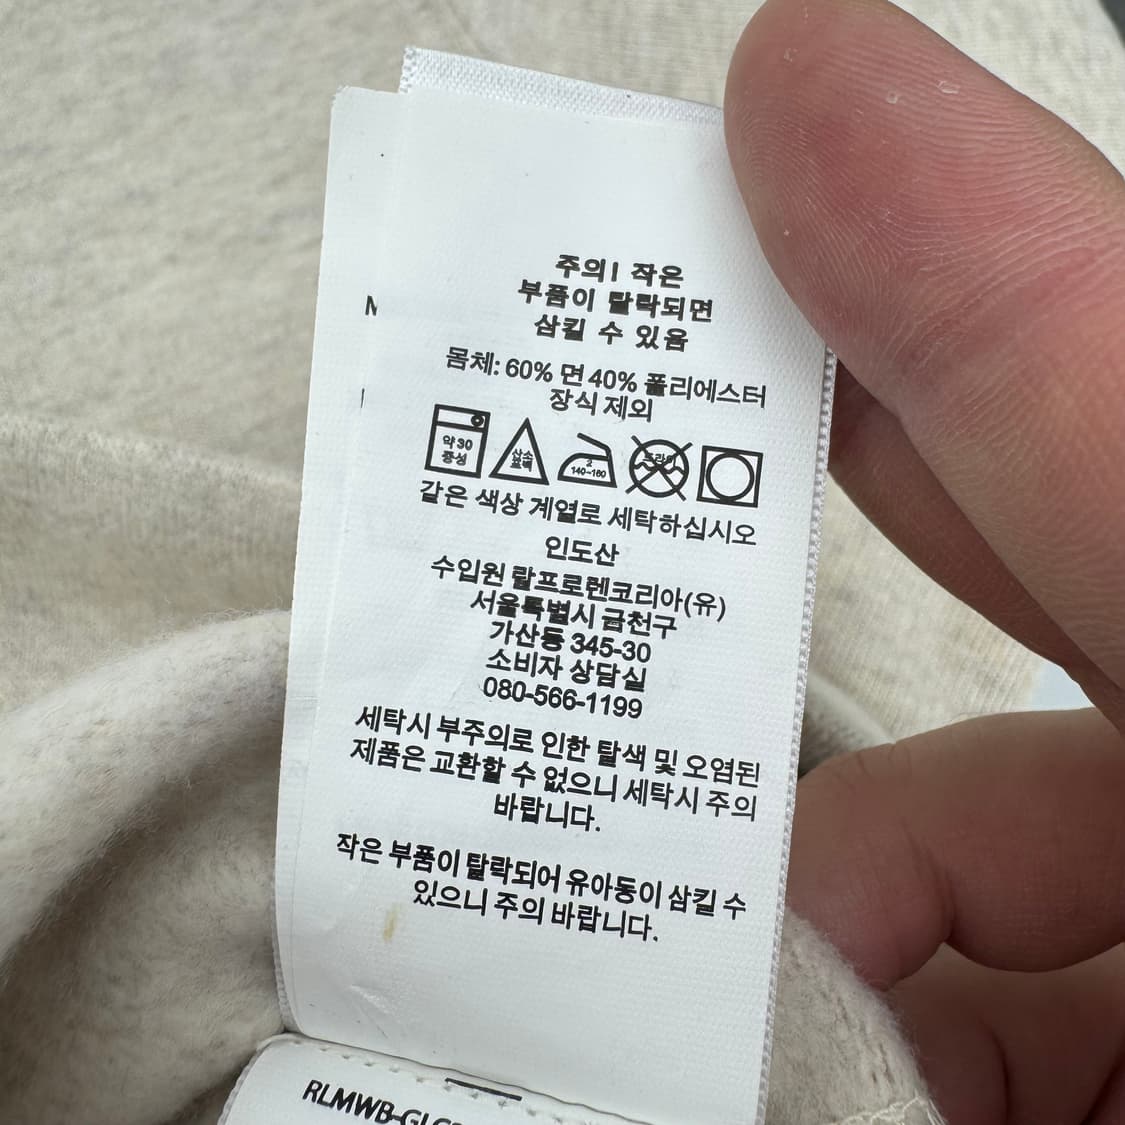 주의! 작은
부품이 탈락되면
삼킬 수 있음
몸체: 60% 면 40% 폴리에스터
장식 제외
약 30
중성
산소
표백
2
140~160
드라이
같은 색상 계열로 세탁하십시오
인도산
수입원 랄프로렌코리아(유)
서울특별시 금천구
가산동 345-30
소비자 상담실
080-566-1199
세탁시 부주의로 인한 탈색 및 오염된
제품은 교환할 수 없으니 세탁시 주의
바랍니다.
작은 부품이 탈락되어 유아동이 삼킬 수
있으니 주의 바랍니다.